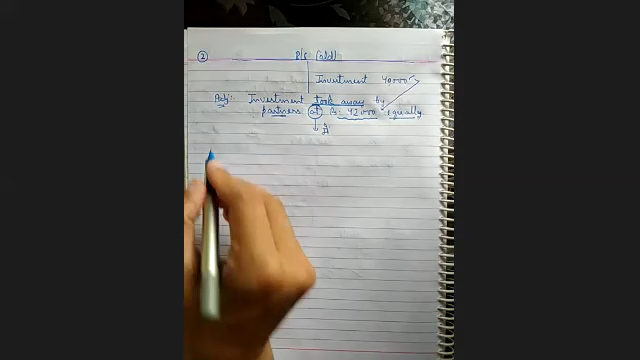 ② B/S (old)
Investment 40000
Adj: Investment took away by
partners at Rs. 42000 equally.